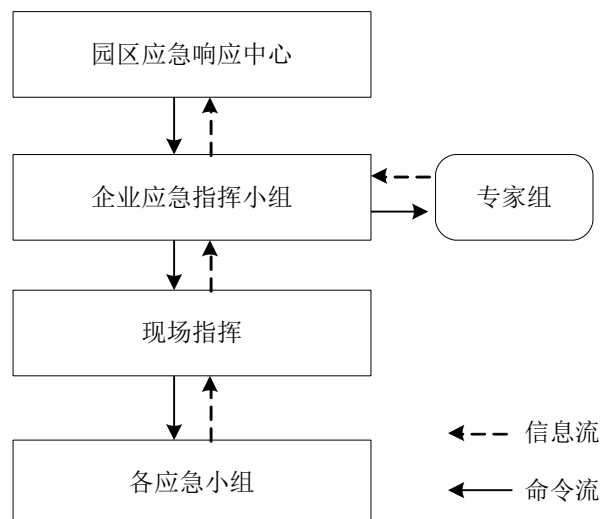 园区应急响应中心
企业应急指挥小组
专家组
现场指挥
各应急小组
信息流
命令流